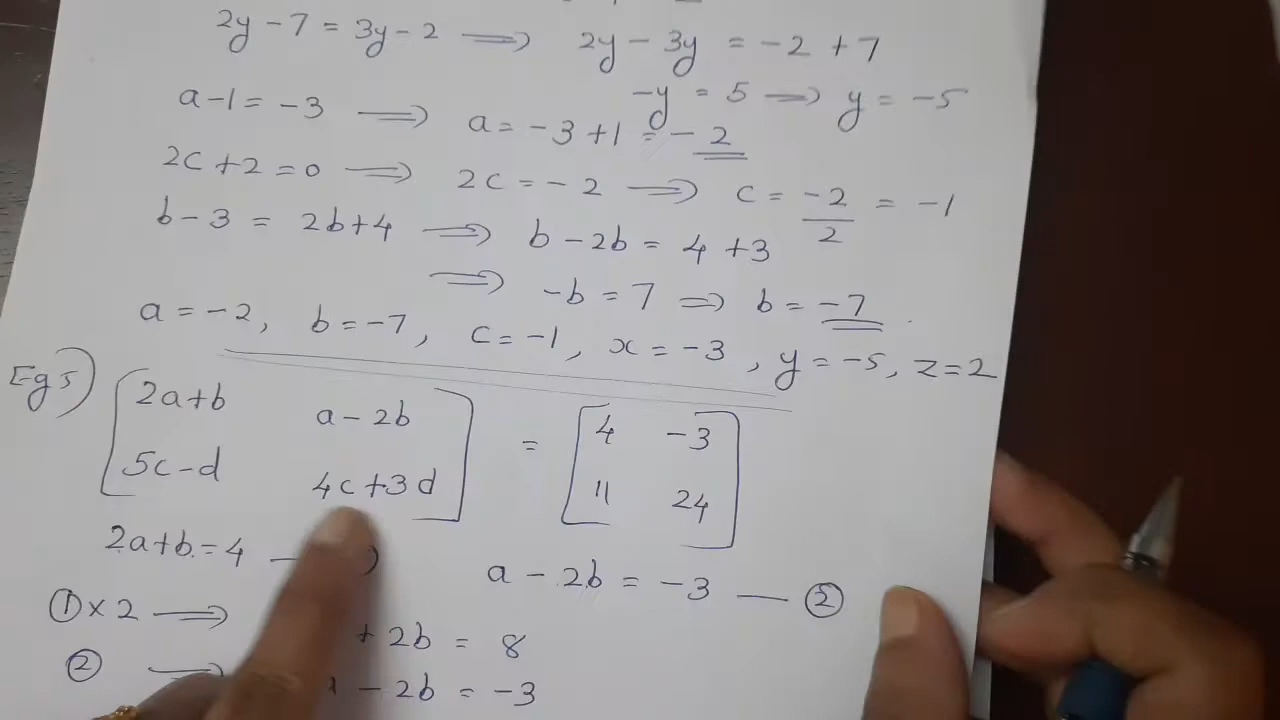 2y - 7 = 3y - 2 ⟹ 2y - 3y = -2 + 7
-y = 5 ⟹ y = -5
a - 1 = -3 ⟹ a = -3 + 1 = -2
2c + 2 = 0 ⟹ 2c = -2 ⟹ c = -2/2 = -1
b - 3 = 2b + 4 ⟹ b - 2b = 4 + 3
⟹ -b = 7 ⟹ b = -7
a = -2, b = -7, c = -1, x = -3, y = -5, z = 2
Eg 5) [2a+b a-2b] = [4 -3]
[5c-d 4c+3d] [11 24]
2a+b = 4 — a - 2b = -3 — ②
① × 2 ⟹ + 2b = 8
② ⟹ - 2b = -3